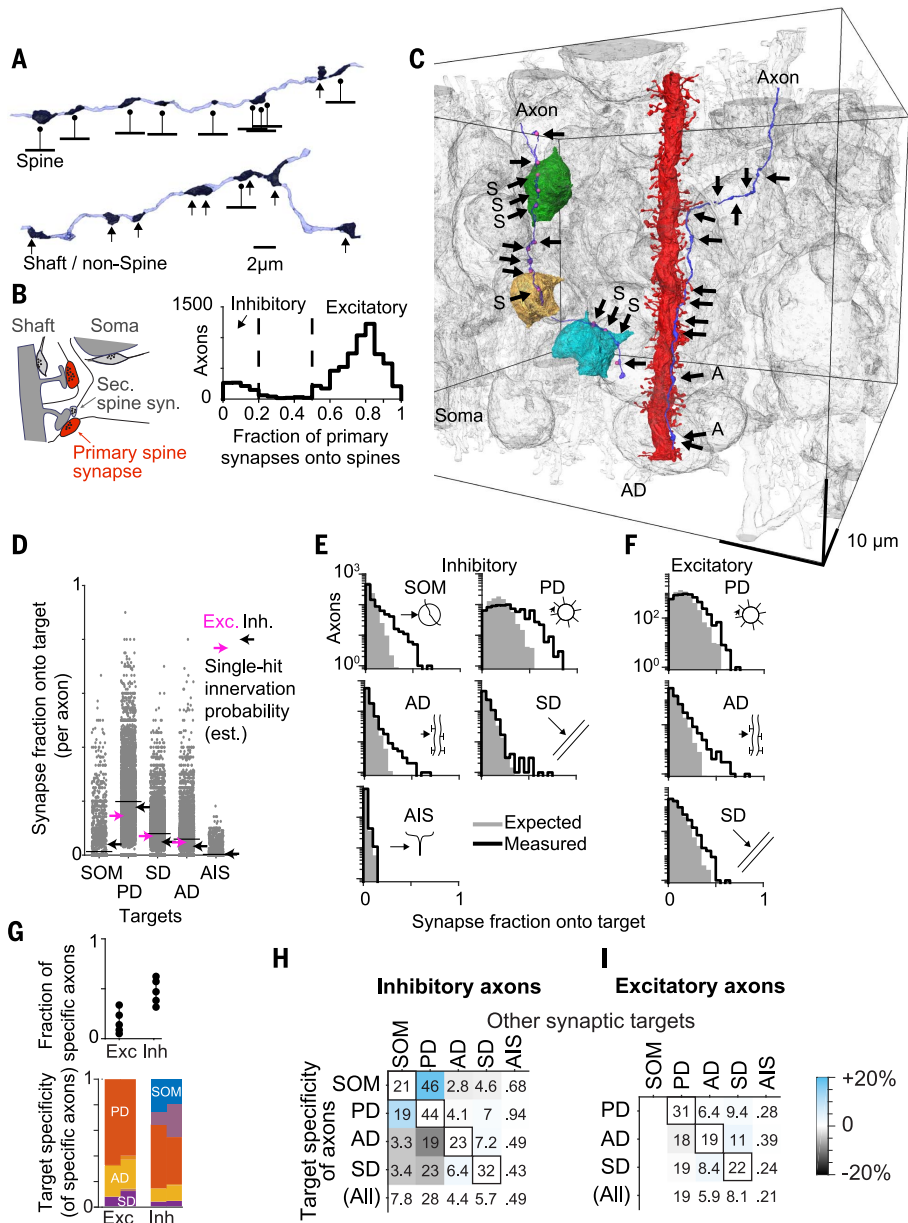 A
Spine
Shaft / non-Spine
2µm
B
Shaft
Soma
Sec.
spine syn.
Primary spine
synapse
1500
0
Axons
Inhibitory
Excitatory
0 0.2 0.4 0.6 0.8 1
Fraction of primary
synapses onto spines
C
Axon
Axon
S
S
S
S
S
S
S
A
A
Soma
AD
10 µm
D
1
0
Synapse fraction onto target
(per axon)
Exc. Inh.
Single-hit
innervation
probability
(est.)
SOM
PD
SD
AD
AIS
Targets
E
Inhibitory
10³
10⁰
Axons
SOM
PD
AD
SD
AIS
Expected
Measured
0 1
Synapse fraction onto target
F
Excitatory
10²
10⁰
PD
AD
SD
0 1
G
1
0
Fraction of
specific axons
Exc Inh
1
0
Target specificity
(of specific axons)
PD
AD
SD
SOM
Exc Inh
H
Inhibitory axons
I
Excitatory axons
Other synaptic targets
SOM PD AD SD AIS
SOM PD AD SD AIS
Target specificity
of axons
SOM 21 46 2.8 4.6 .68
PD 19 44 4.1 7 .94
AD 3.3 19 23 7.2 .49
SD 3.4 23 6.4 32 .43
(All) 7.8 28 4.4 5.7 .49
PD 31 6.4 9.4 .28
AD 18 19 11 .39
SD 19 8.4 22 .24
(All) 19 5.9 8.1 .21
+20%
-20%